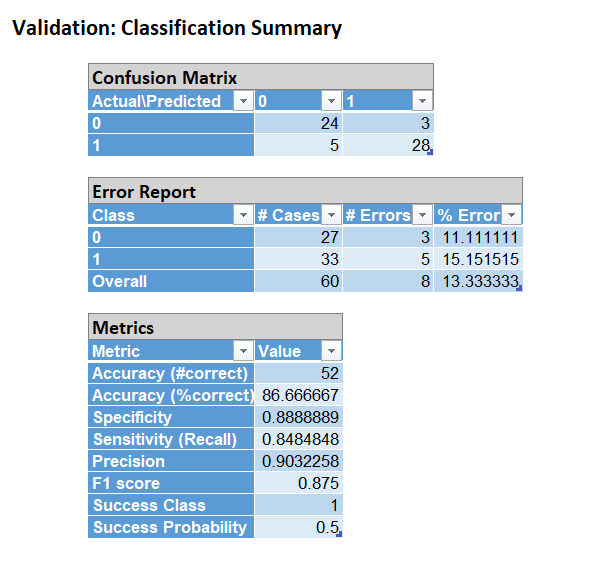 Validation: Classification Summary
Confusion Matrix
Actual\Predicted 0 1
0 24 3
1 5 28
Error Report
Class # Cases # Errors % Error
0 27 3 11.111111
1 33 5 15.151515
Overall 60 8 13.333333
Metrics
Metric Value
Accuracy (#correct) 52
Accuracy (%correct) 86.666667
Specificity 0.8888889
Sensitivity (Recall) 0.8484848
Precision 0.9032258
F1 score 0.875
Success Class 1
Success Probability 0.5